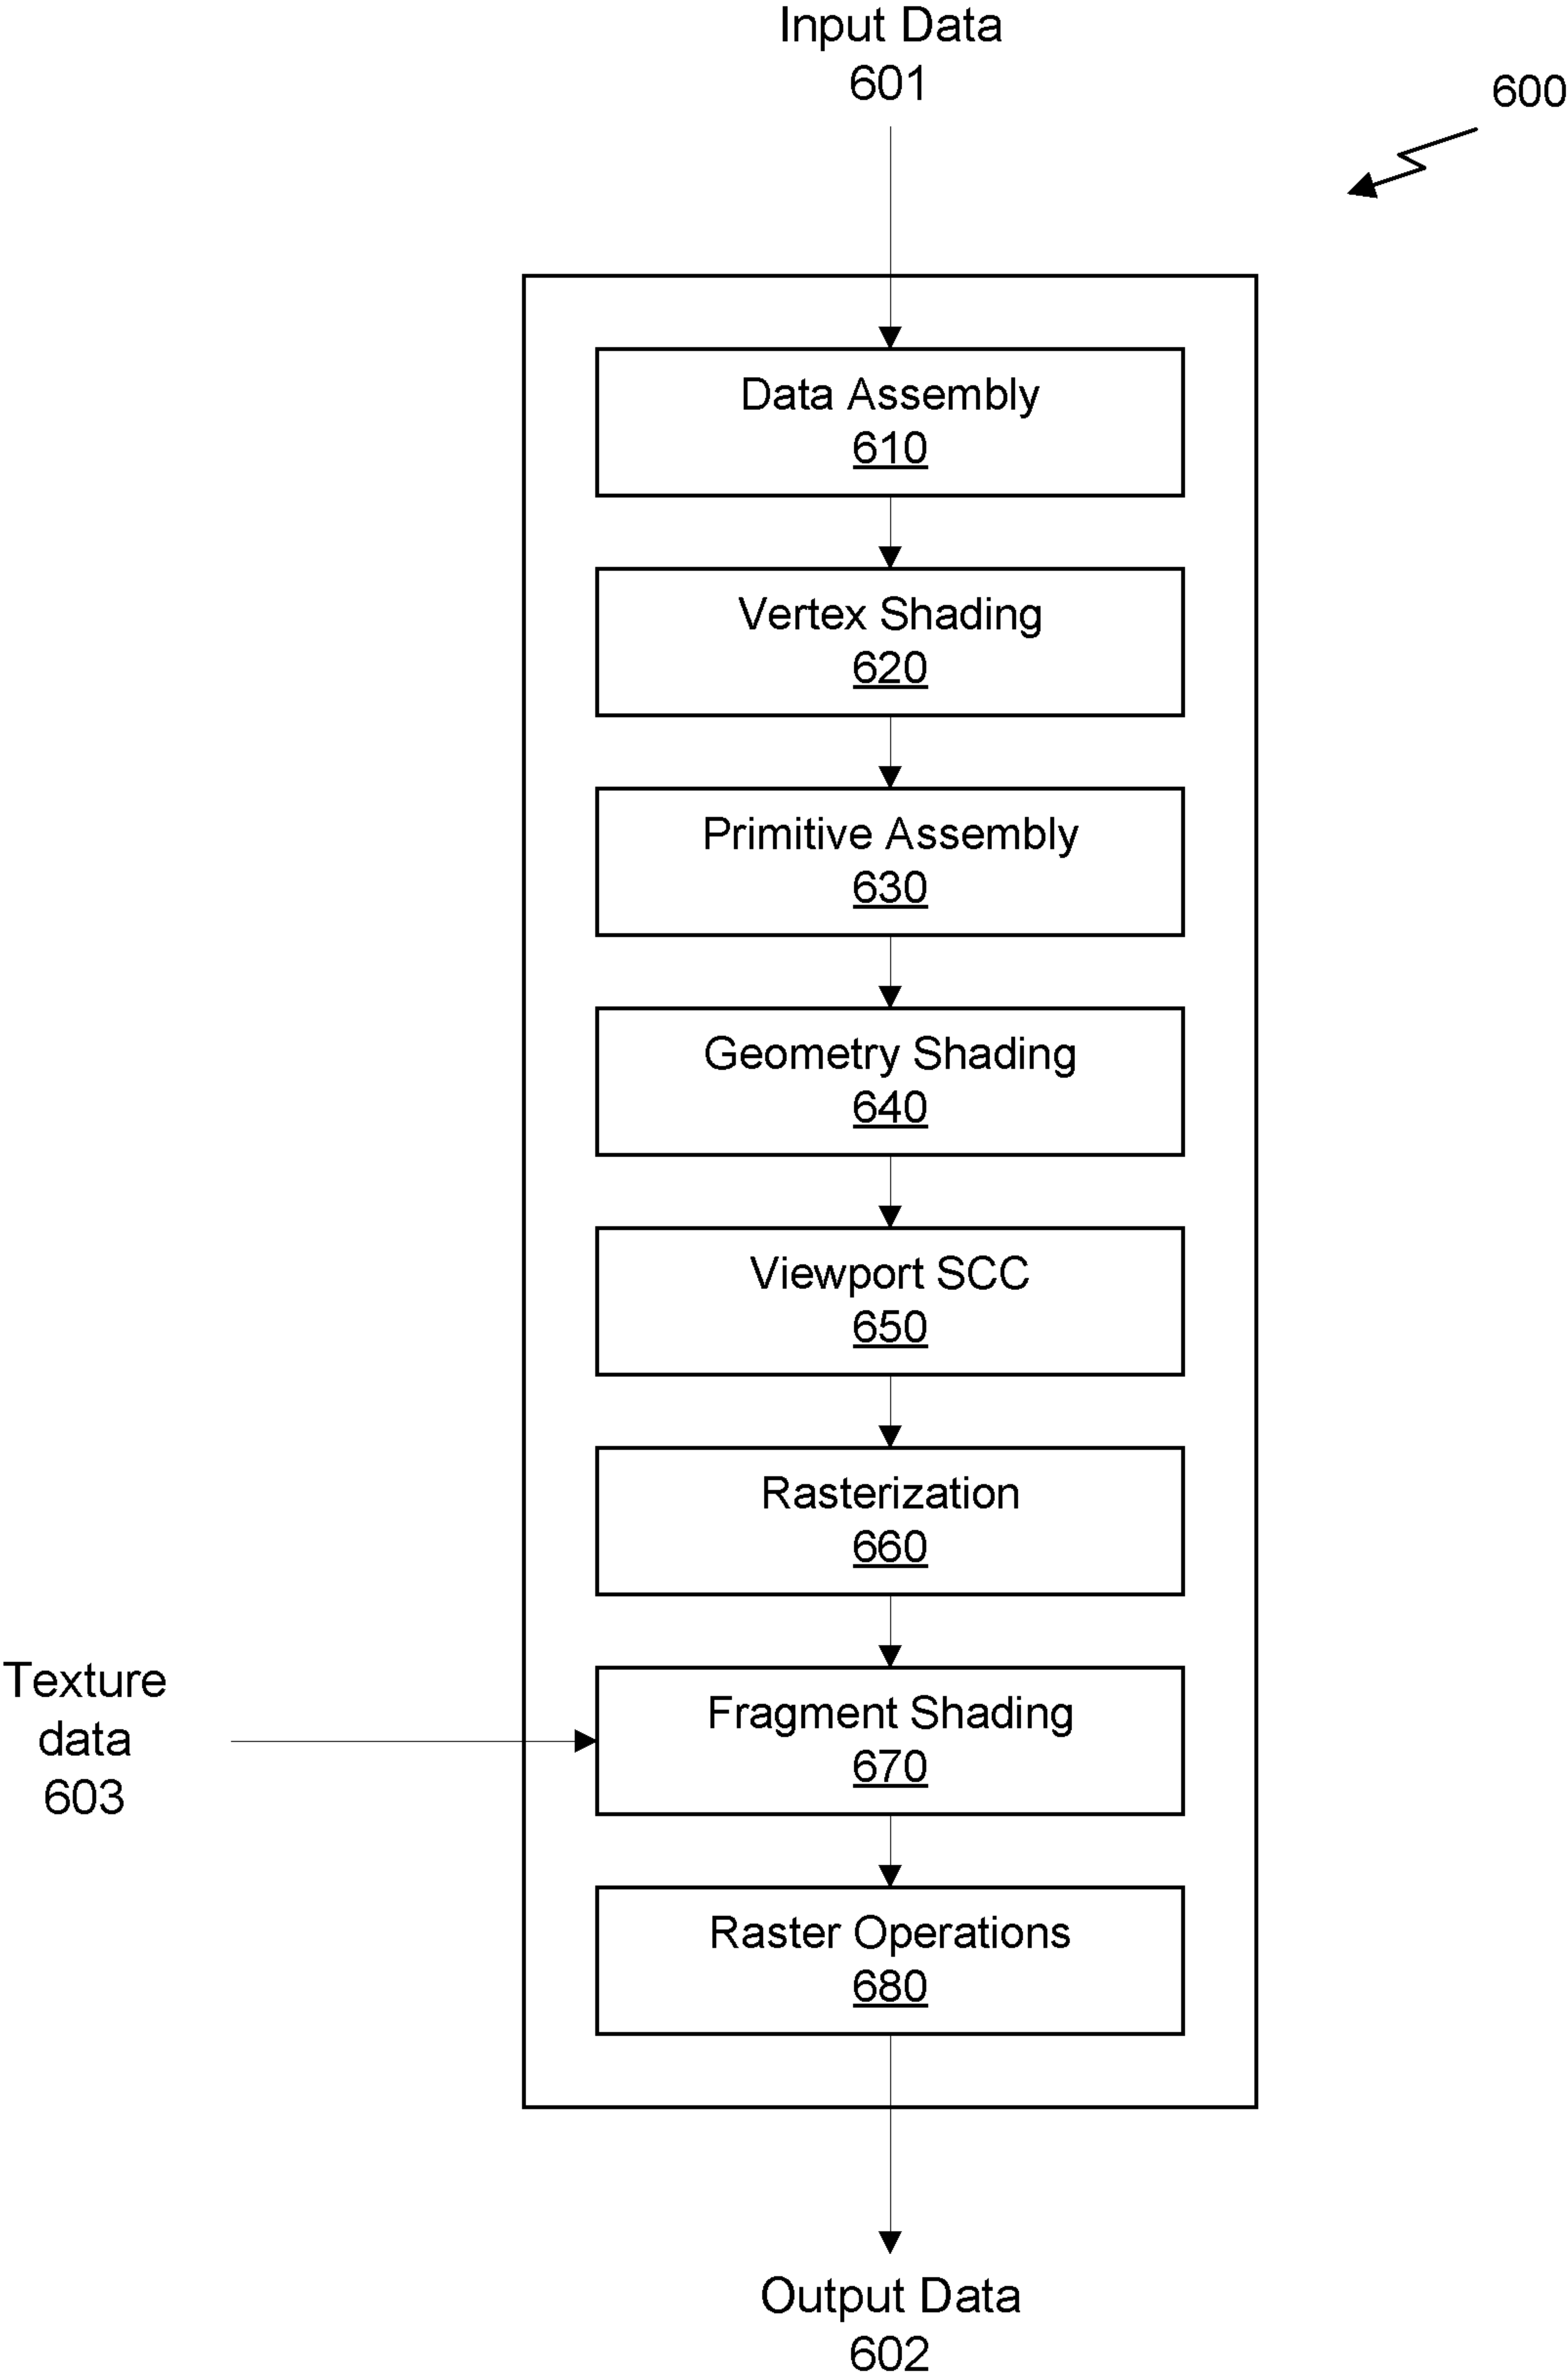 Input Data
601
600
Data Assembly
610
Vertex Shading
620
Primitive Assembly
630
Geometry Shading
640
Viewport SCC
650
Rasterization
660
Texture
data
603
Fragment Shading
670
Raster Operations
680
Output Data
602